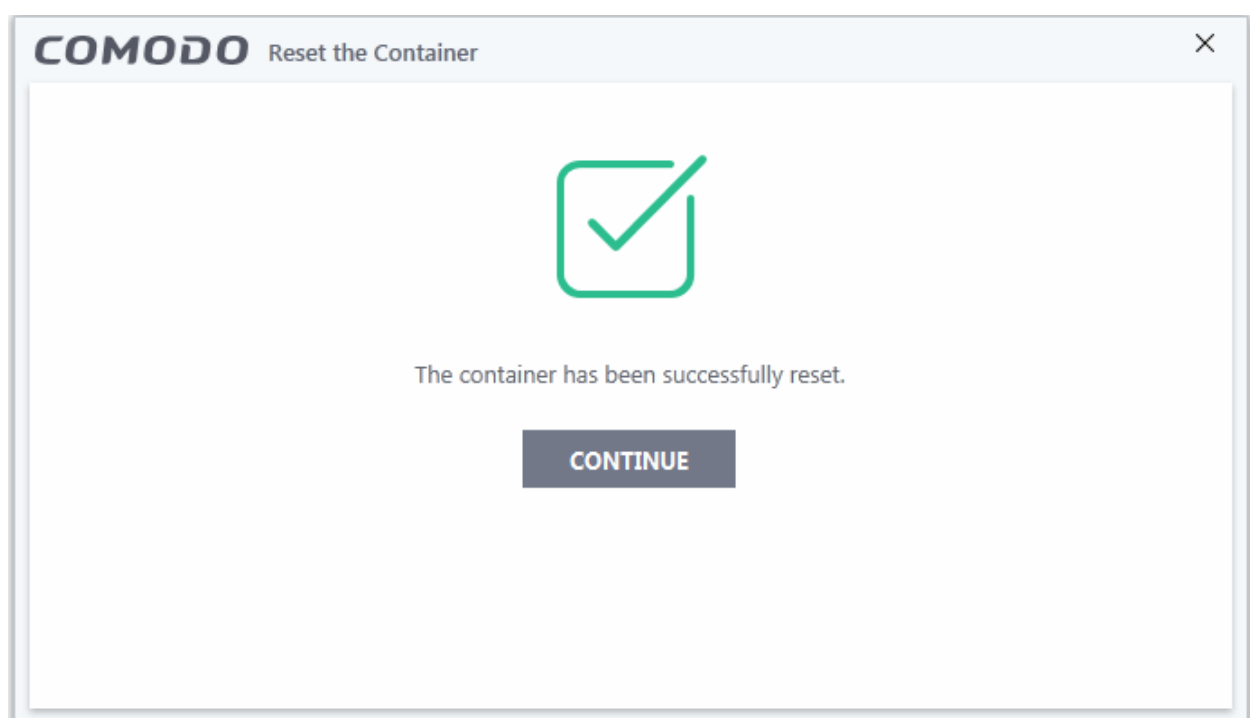 COMODO Reset the Container
The container has been successfully reset.
CONTINUE